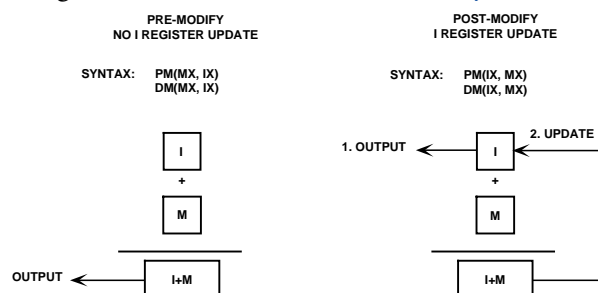 PRE-MODIFY
NO I REGISTER UPDATE
SYNTAX: PM(MX, IX)
DM(MX, IX)
I
+
M
OUTPUT
I+M
POST-MODIFY
I REGISTER UPDATE
SYNTAX: PM(IX, MX)
DM(IX, MX)
1. OUTPUT
I
2. UPDATE
+
M
I+M